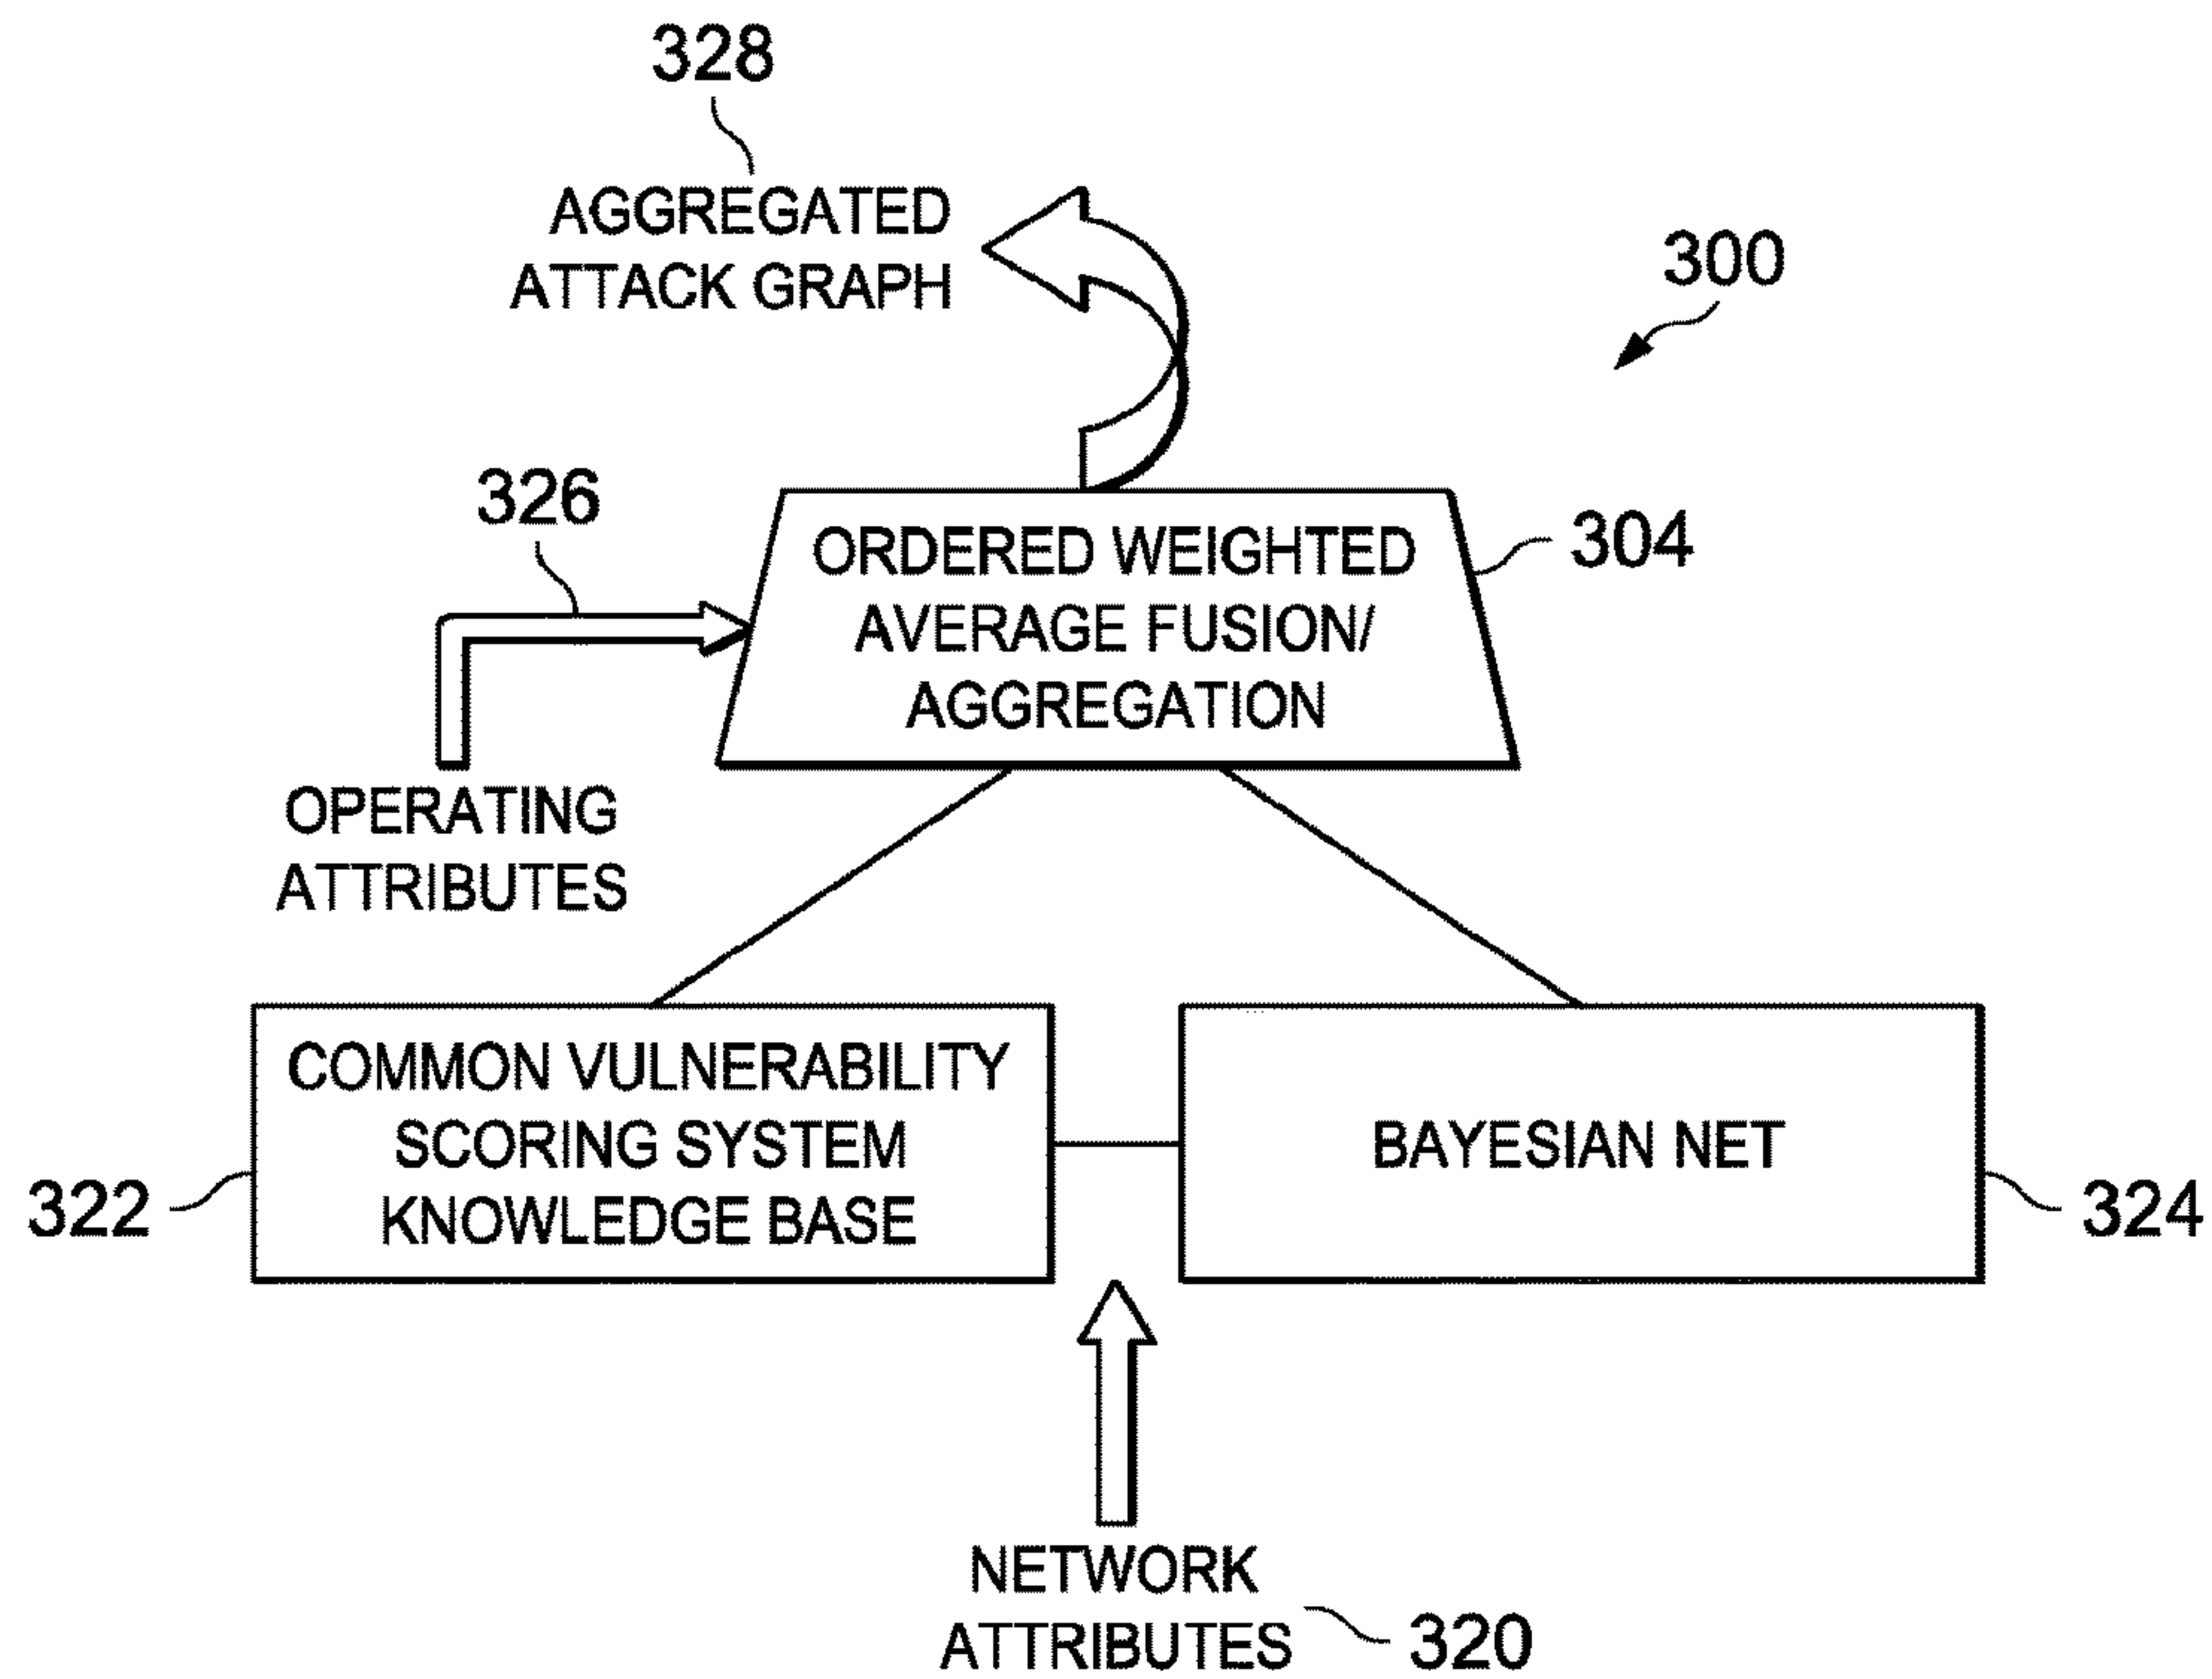 328
AGGREGATED
ATTACK GRAPH
300
326
ORDERED WEIGHTED
AVERAGE FUSION/
AGGREGATION
304
OPERATING
ATTRIBUTES
COMMON VULNERABILITY
SCORING SYSTEM
KNOWLEDGE BASE
322
BAYESIAN NET
324
NETWORK
ATTRIBUTES
320